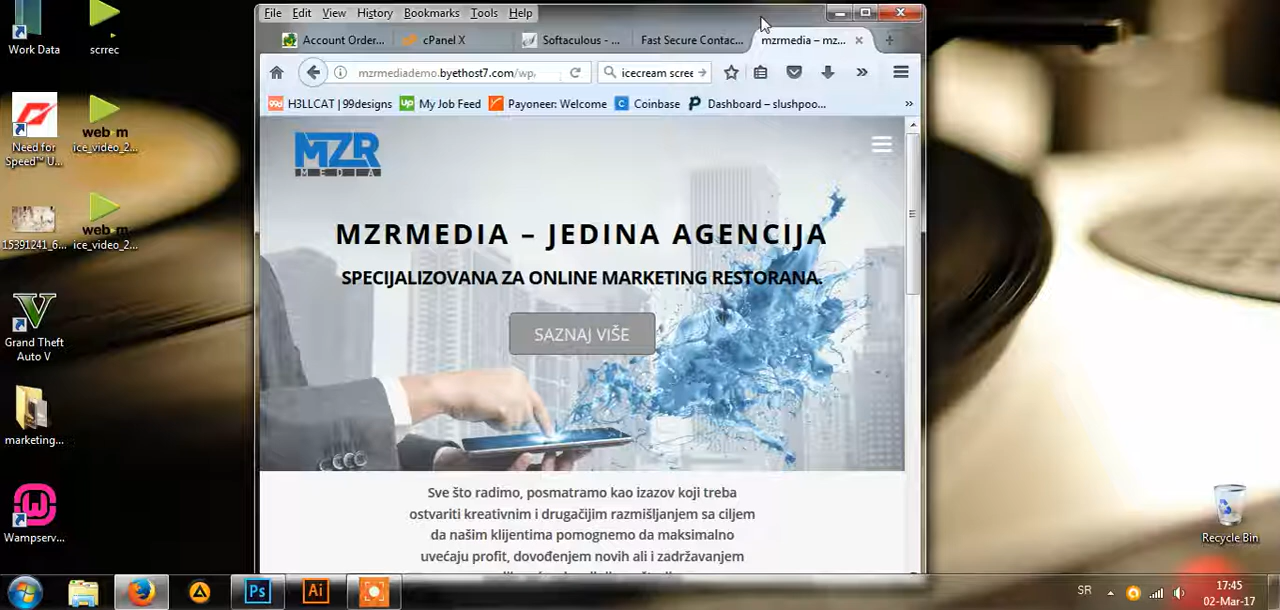 File Edit View History Bookmarks Tools Help
Account Order... cPanel X Softaculous - ... Fast Secure Contac... mzrmedia – mz...
mzrmediademo.byethost7.com/wp, icecream scree
H3LLCAT | 99designs My Job Feed Payoneer: Welcome Coinbase Dashboard – slushpoo... »
MZR
MEDIA
MZRMEDIA – JEDINA AGENCIJA
SPECIJALIZOVANA ZA ONLINE MARKETING RESTORANA.
SAZNAJ VIŠE
Sve što radimo, posmatramo kao izazov koji treba
ostvariti kreativnim i drugačijim razmišljanjem sa ciljem
da našim klijentima pomognemo da maksimalno
uvećaju profit, dovođenjem novih ali i zadržavanjem
Work Data
scrrec
Need for
Speed™ U...
web m
ice_video_2...
15391241_6...
web m
ice_video_2...
Grand Theft
Auto V
marketing...
Wampserv...
Recycle Bin
Ps Ai
SR
17:45
02-Mar-17